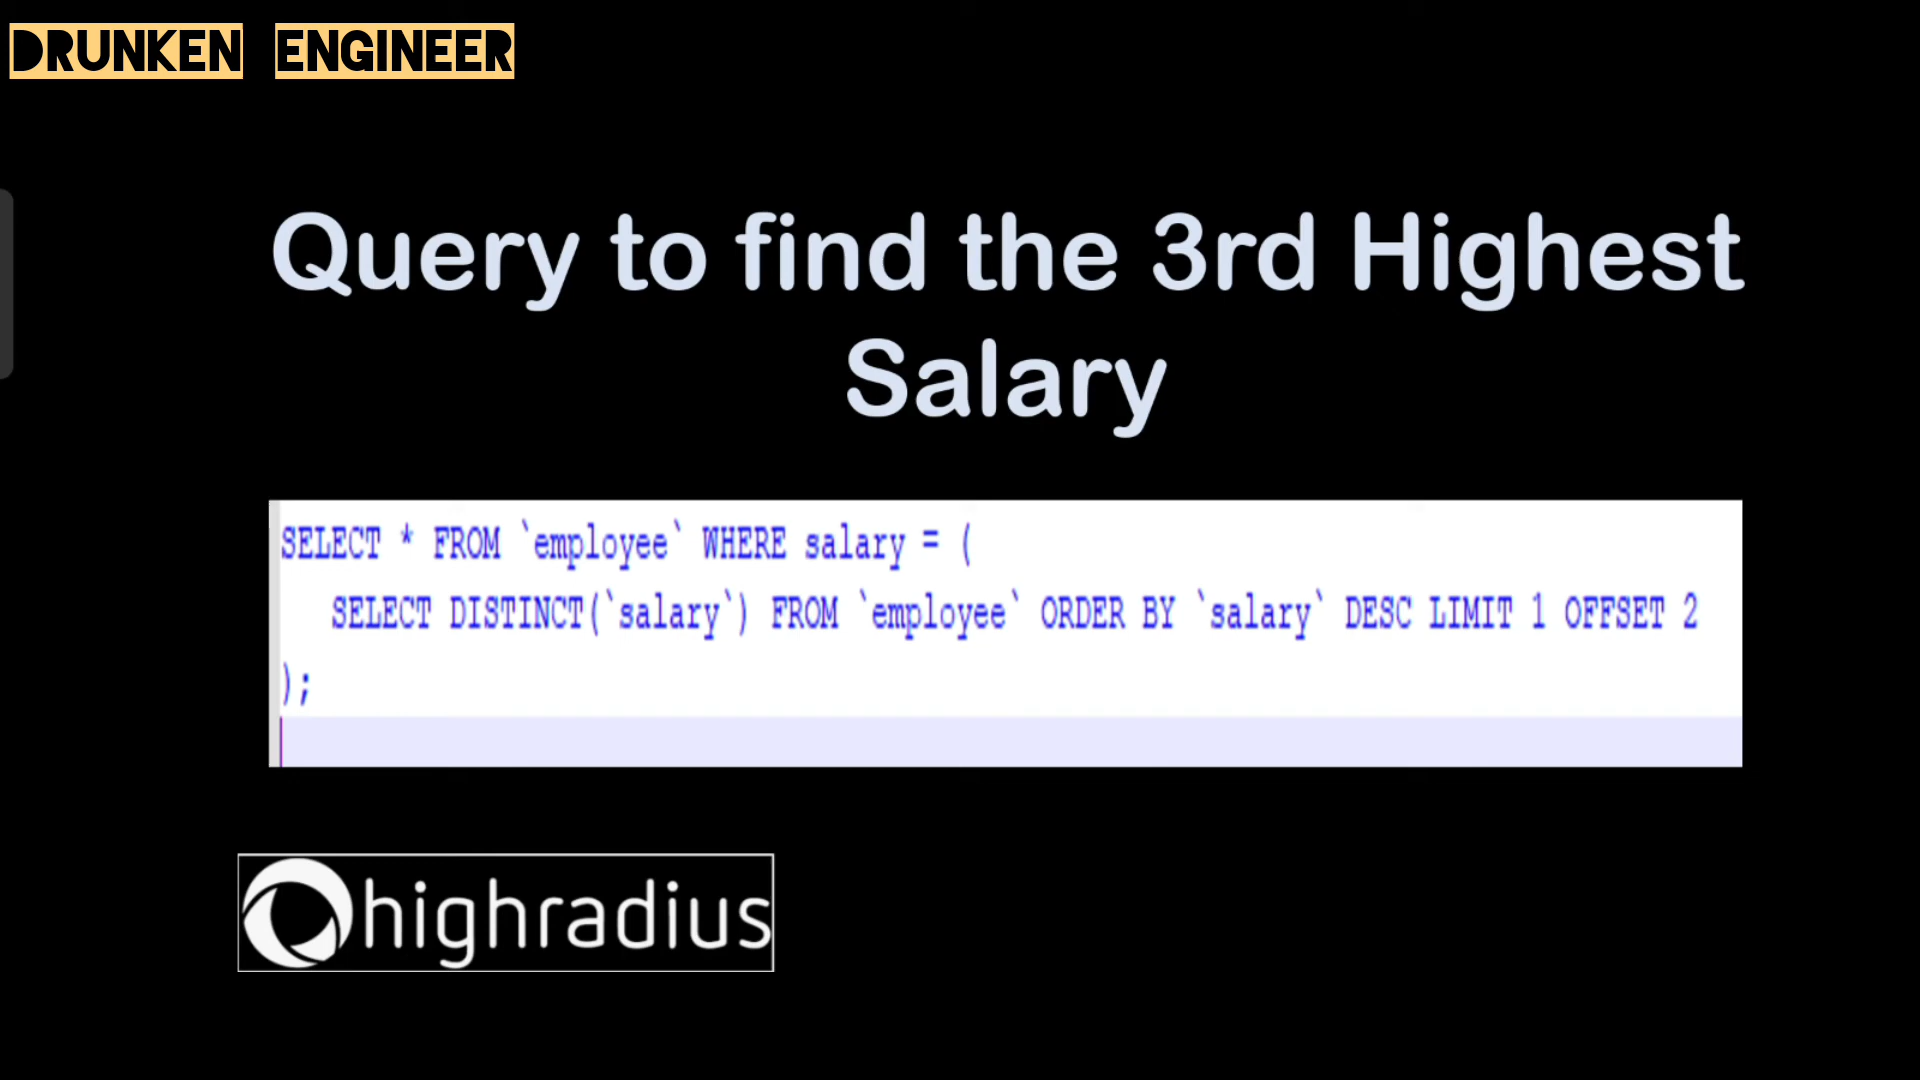 DRUNKEN ENGINEER
Query to find the 3rd Highest
Salary
SELECT * FROM `employee` WHERE salary = (
SELECT DISTINCT(`salary`) FROM `employee` ORDER BY `salary` DESC LIMIT 1 OFFSET 2
);
highradius